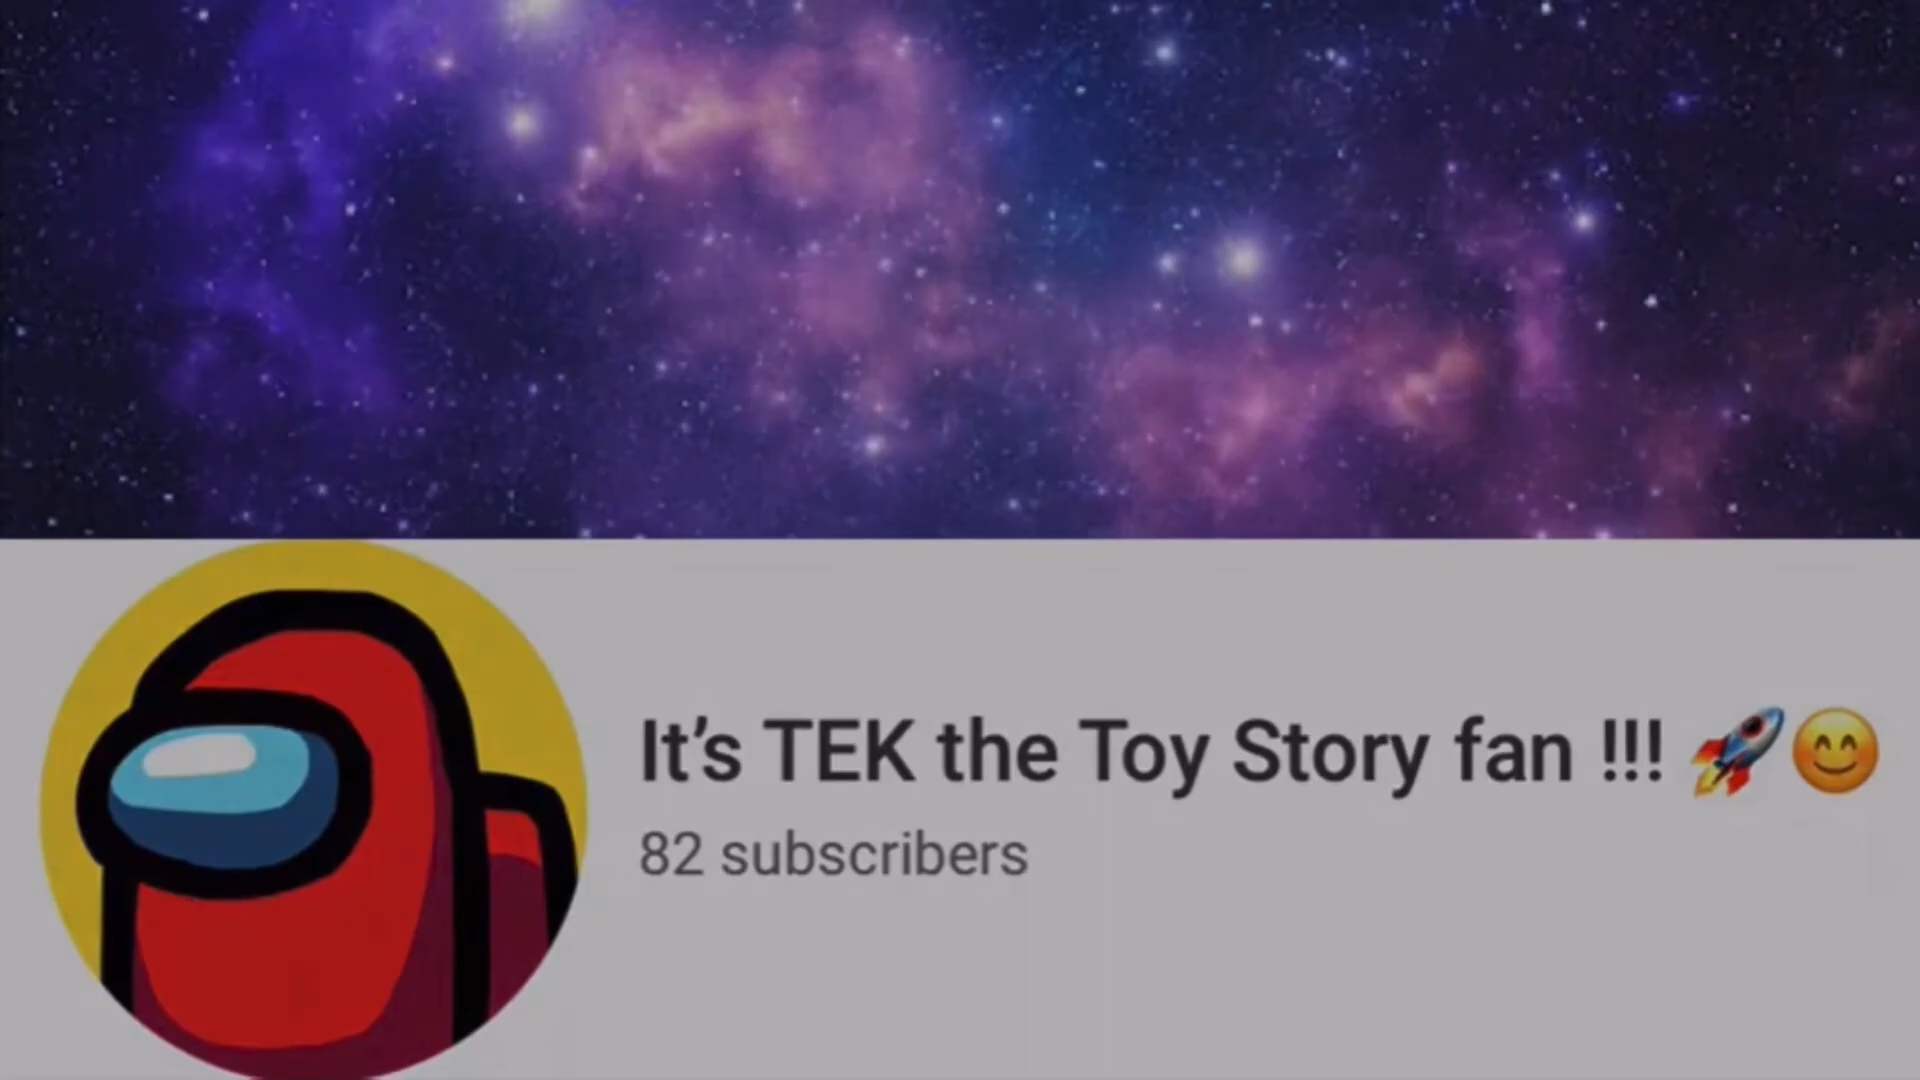 It’s TEK the Toy Story fan !!! 🚀😊
82 subscribers